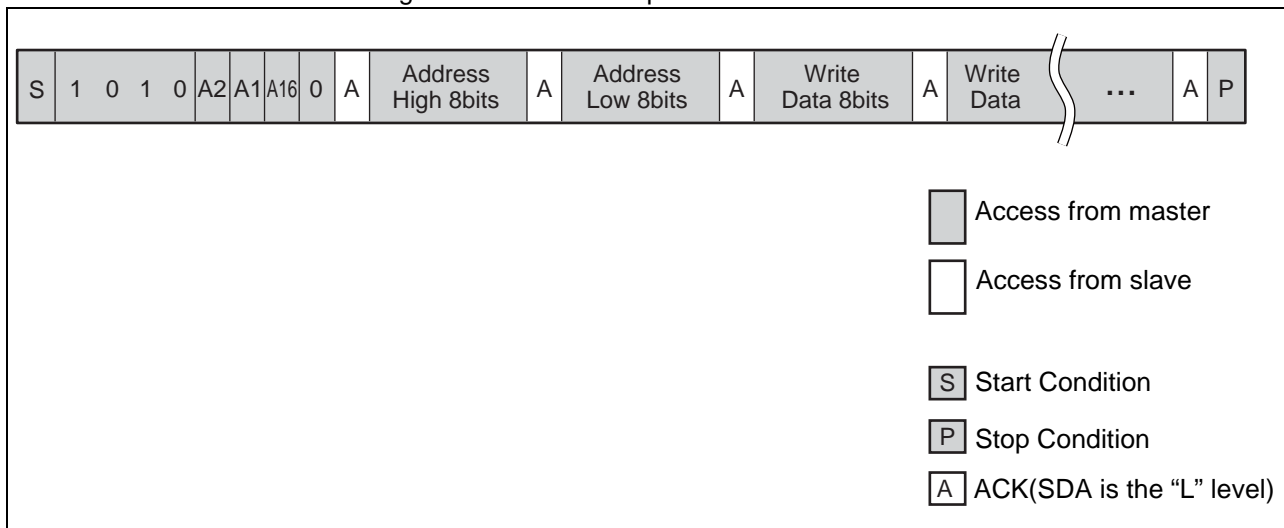 S 1 0 1 0 A2 A1 A16 0 A Address High 8bits A Address Low 8bits A Write Data 8bits A Write Data ... A P
Access from master
Access from slave
S Start Condition
P Stop Condition
A ACK(SDA is the “L” level)